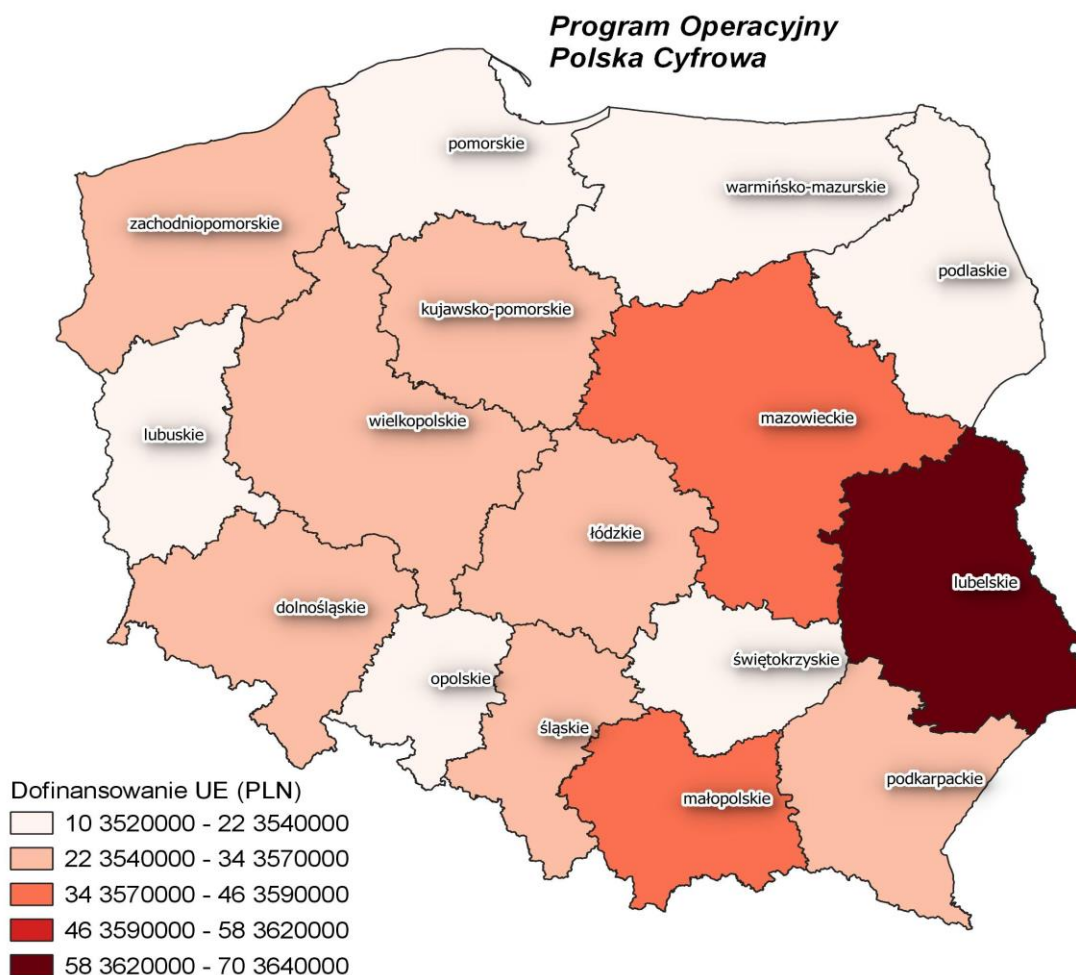 Program Operacyjny
Polska Cyfrowa
pomorskie
warmińsko-mazurskie
zachodniopomorskie
podlaskie
kujawsko-pomorskie
mazowieckie
wielkopolskie
lubuskie
łódzkie
lubelskie
dolnośląskie
świętokrzyskie
opolskie
śląskie
podkarpackie
małopolskie
Dofinansowanie UE (PLN)
10 3520000 - 22 3540000
22 3540000 - 34 3570000
34 3570000 - 46 3590000
46 3590000 - 58 3620000
58 3620000 - 70 3640000